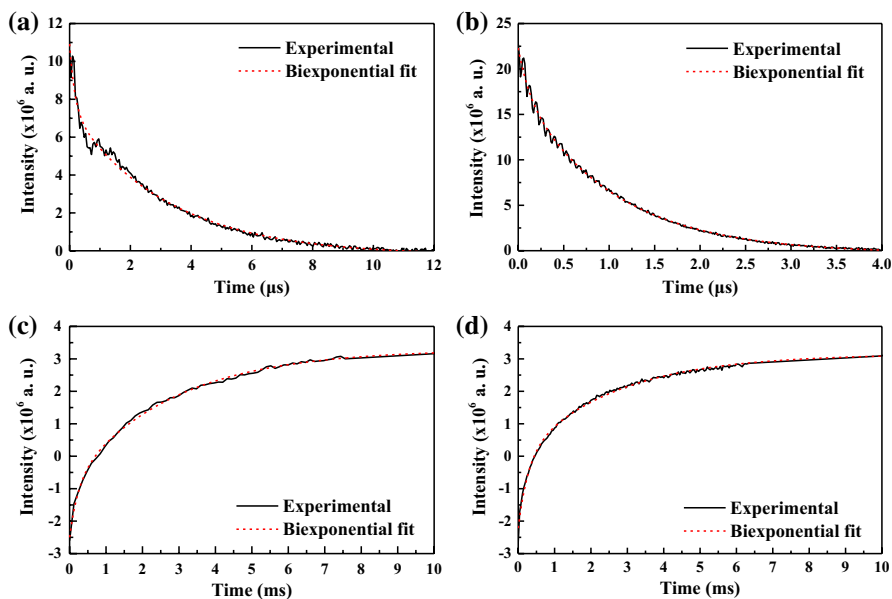 (a)
12
10
8
6
4
2
0
Intensity (x10⁶ a. u.)
Experimental
Biexponential fit
0 2 4 6 8 10 12
Time (μs)
(b)
25
20
15
10
5
0
Intensity (x10⁶ a. u.)
Experimental
Biexponential fit
0.0 0.5 1.0 1.5 2.0 2.5 3.0 3.5 4.0
Time (μs)
(c)
4
3
2
1
0
-1
-2
-3
Intensity (x10⁶ a. u.)
Experimental
Biexponential fit
0 1 2 3 4 5 6 7 8 9 10
Time (ms)
(d)
4
3
2
1
0
-1
-2
-3
Intensity (x10⁶ a. u.)
Experimental
Biexponential fit
0 1 2 3 4 5 6 7 8 9 10
Time (ms)